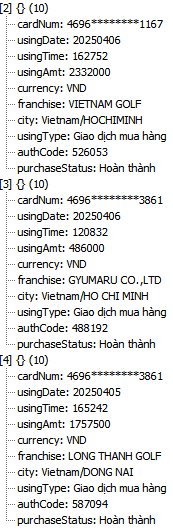 [2] {} (10)
cardNum: 4696********1167
usingDate: 20250406
usingTime: 162752
usingAmt: 2332000
currency: VND
franchise: VIETNAM GOLF
city: Vietnam/HOCHIMINH
usingType: Giao dịch mua hàng
authCode: 526053
purchaseStatus: Hoàn thành
[3] {} (10)
cardNum: 4696********3861
usingDate: 20250406
usingTime: 120832
usingAmt: 486000
currency: VND
franchise: GYUMARU CO.,LTD
city: Vietnam/HO CHI MINH
usingType: Giao dịch mua hàng
authCode: 488192
purchaseStatus: Hoàn thành
[4] {} (10)
cardNum: 4696********3861
usingDate: 20250405
usingTime: 165242
usingAmt: 1757500
currency: VND
franchise: LONG THANH GOLF
city: Vietnam/DONG NAI
usingType: Giao dịch mua hàng
authCode: 587094
purchaseStatus: Hoàn thành